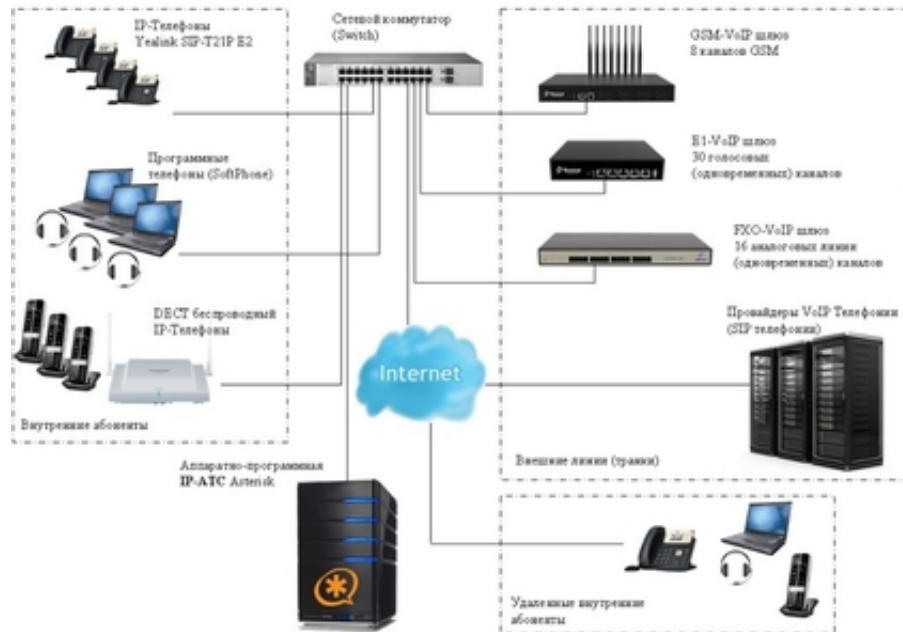 IP-Телефоны
Yealink SIP-T21P E2
Сетевой коммутатор
(Switch)
GSM-VoIP шлюз
8 каналов GSM
Программные
телефоны (SoftPhone)
E1-VoIP шлюз
30 голосовых
(одновременных) каналов
FXO-VoIP шлюз
16 аналоговых линии
(одновременных) каналов
DECT беспроводный
IP-Телефоны
Внутренние абоненты
Internet
Провайдеры VoIP Телефонии
(SIP телефонии)
Внешние линии (транки)
Аппаратно-программная
IP-АТС Asterisk
Удаленные внутренние
абоненты